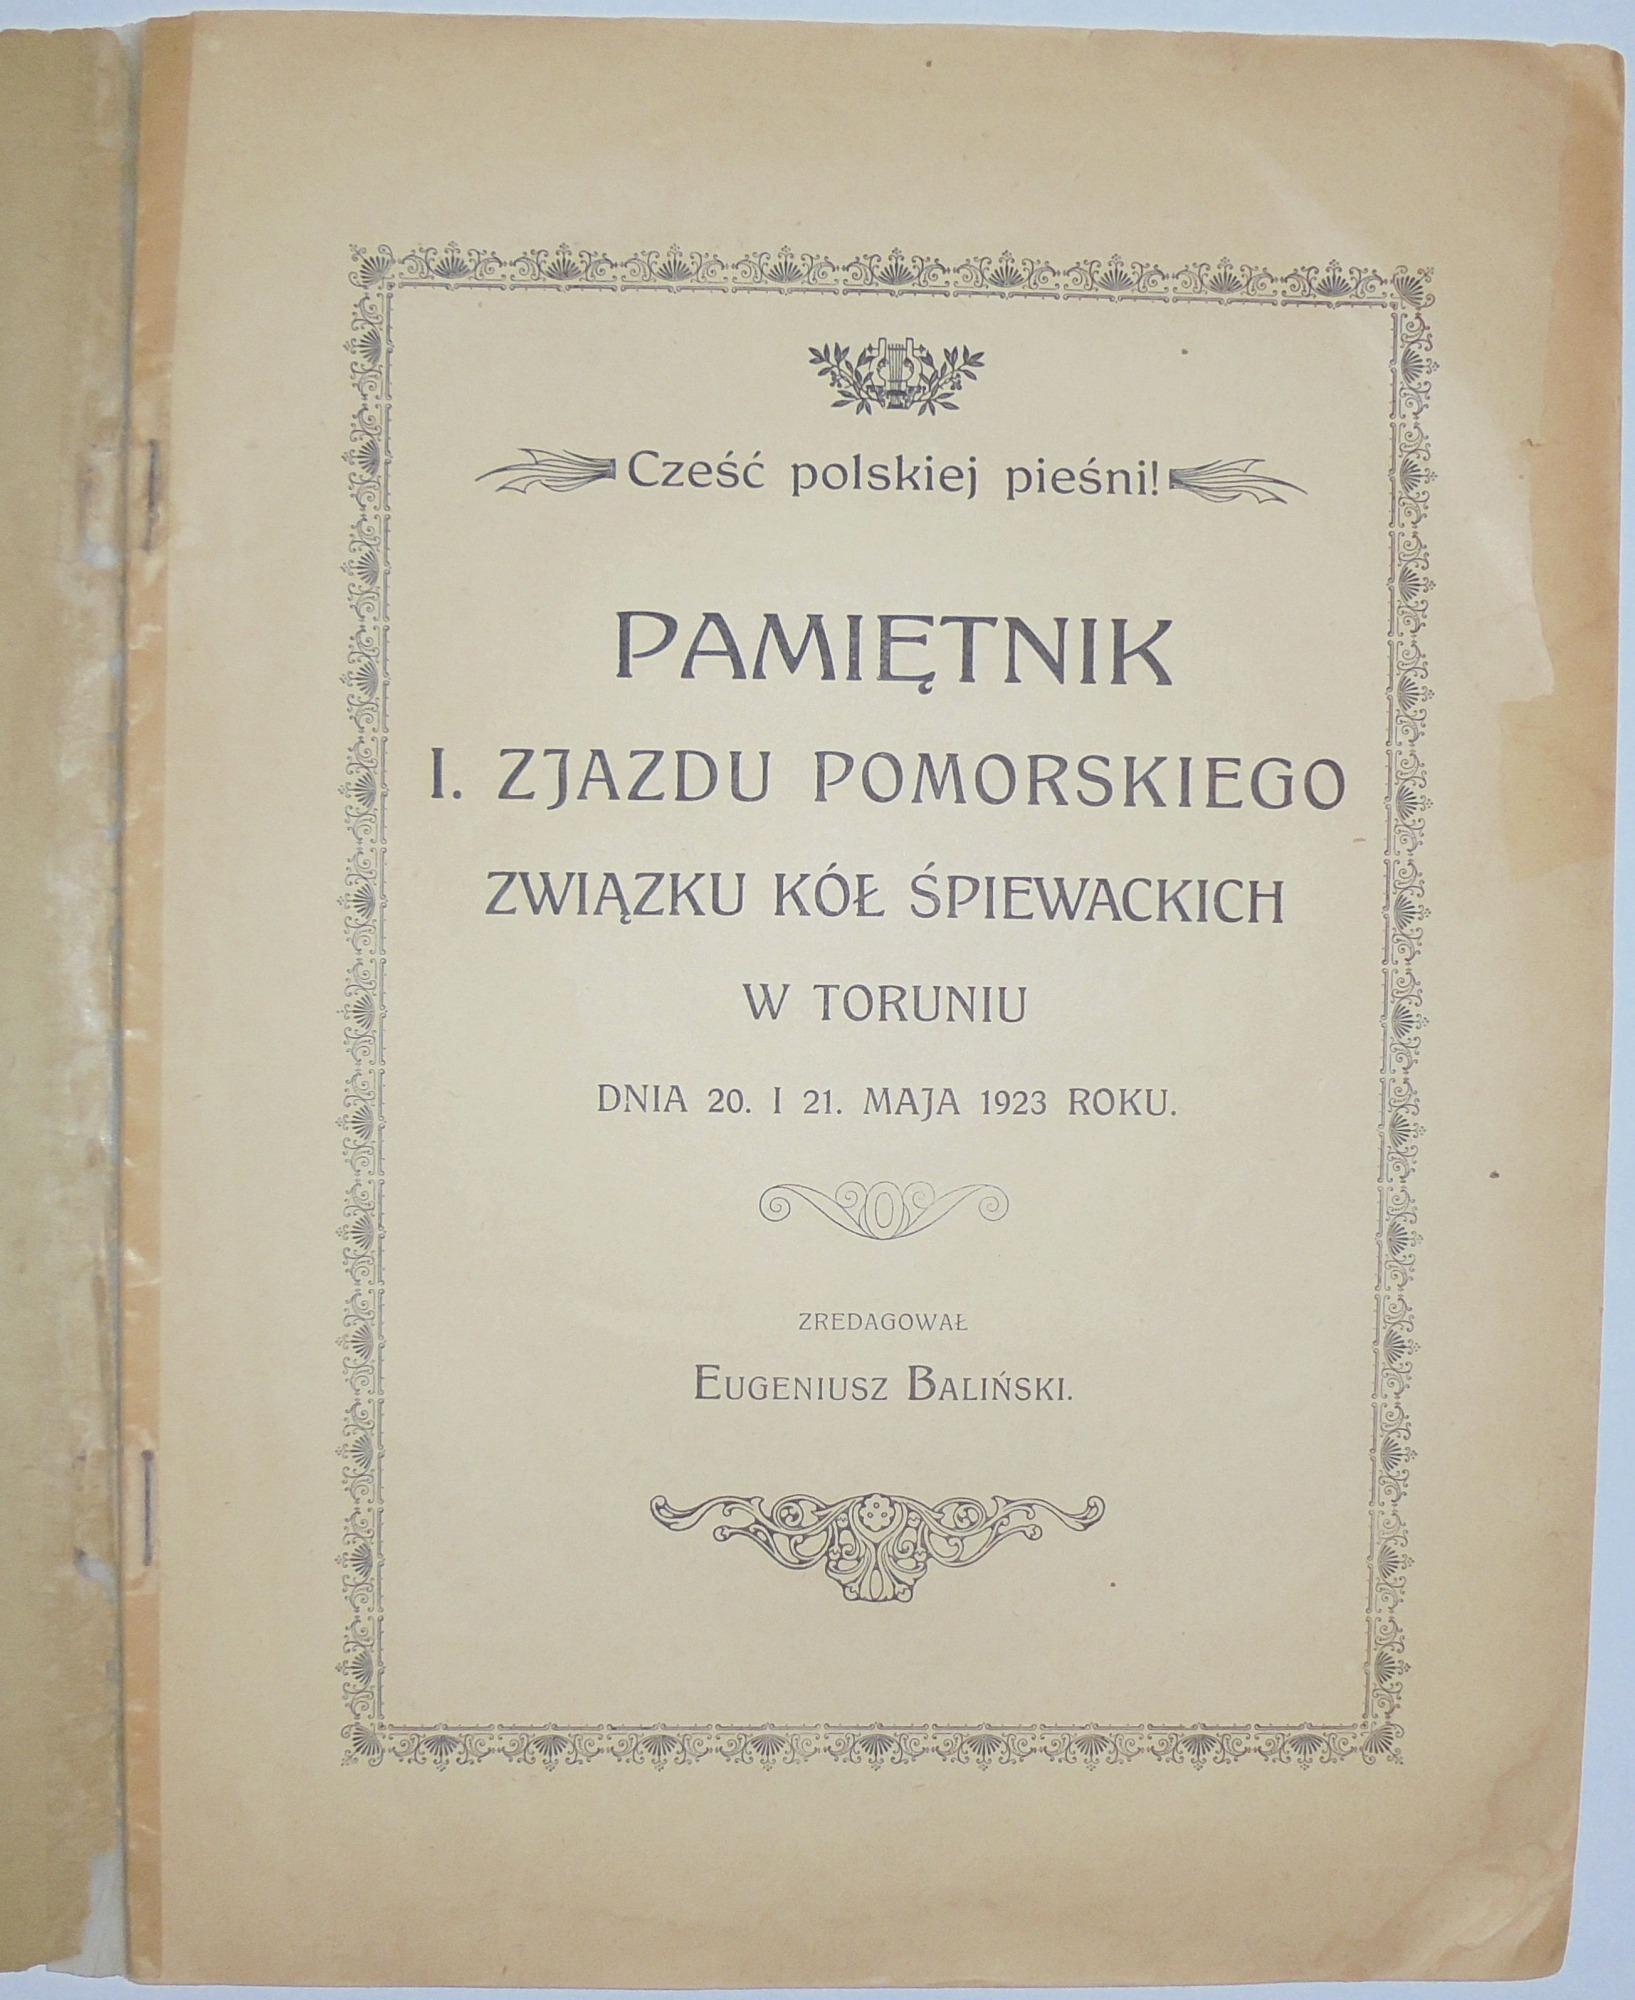 Cześć polskiej pieśni!
PAMIĘTNIK
I. ZJAZDU POMORSKIEGO
ZWIĄZKU KÓŁ ŚPIEWACKICH
W TORUNIU
DNIA 20. I 21. MAJA 1923 ROKU.
ZREDAGOWAŁ
EUGENIUSZ BALIŃSKI.